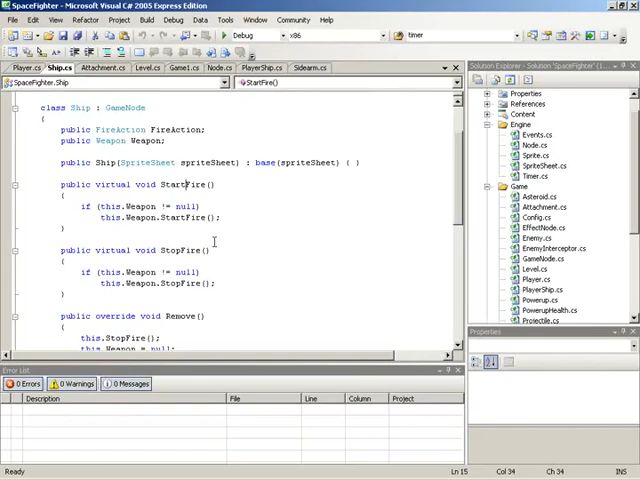 SpaceFighter - Microsoft Visual C# 2005 Express Edition
File Edit View Refactor Project Build Debug Data Tools Window Community Help
Debug x86 timer
Player.cs Ship.cs Attachment.cs Level.cs Game1.cs Node.cs PlayerShip.cs Sidearm.cs
SpaceFighter.Ship StartFire()
class Ship : GameNode
{
public FireAction FireAction;
public Weapon Weapon;
public Ship(SpriteSheet spriteSheet) : base(spriteSheet) { }
public virtual void StartFire()
{
if (this.Weapon != null)
this.Weapon.StartFire();
}
public virtual void StopFire()
{
if (this.Weapon != null)
this.Weapon.StopFire();
}
public override void Remove()
{
this.StopFire();
this.Weapon = null;
Solution Explorer - Solution 'SpaceFighter' (1
Properties
References
Content
Engine
Events.cs
Node.cs
Sprite.cs
SpriteSheet.cs
Timer.cs
Game
Asteroid.cs
Attachment.cs
Config.cs
EffectNode.cs
Enemy.cs
EnemyInterceptor.cs
GameNode.cs
Level.cs
Player.cs
PlayerShip.cs
Powerup.cs
PowerupHealth.cs
Projectile.cs
Properties
Error List
0 Errors 0 Warnings 0 Messages
Description File Line Column Project
Ready Ln 15 Col 34 Ch 34 INS